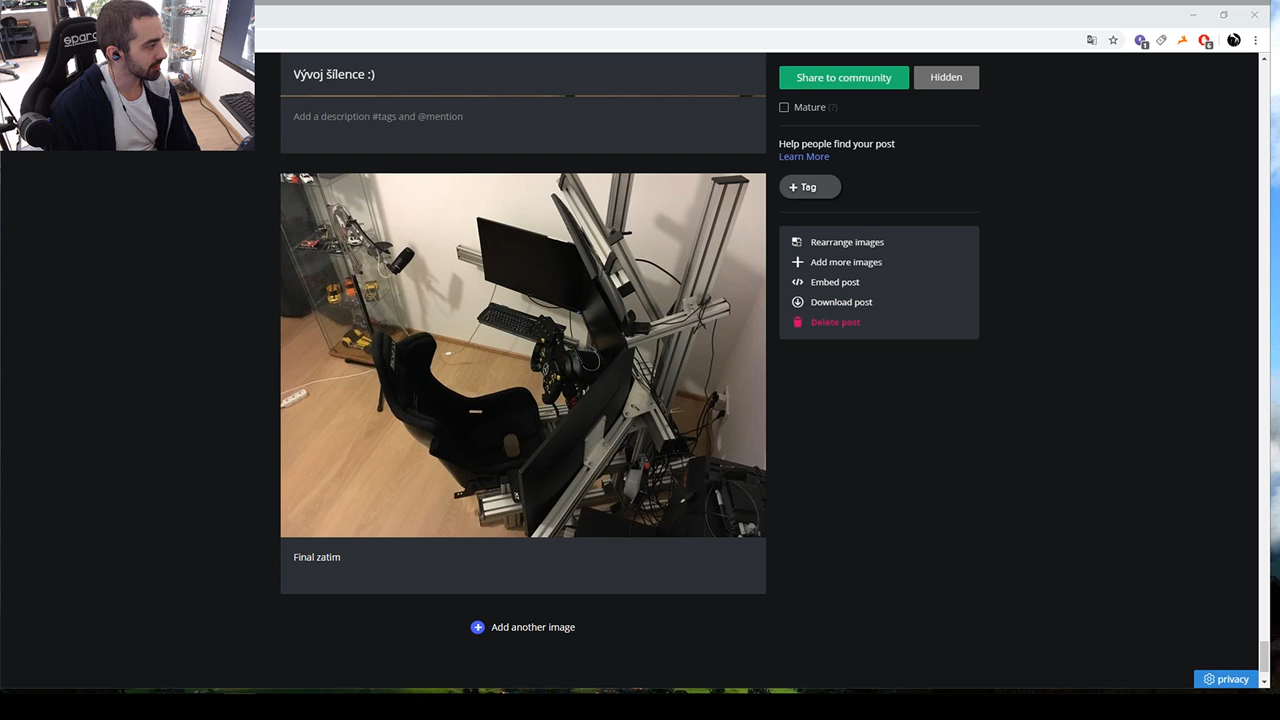 sparco
Vývoj šílence :)
Add a description #tags and @mention
Share to community
Hidden
Mature (?)
Help people find your post
Learn More
+ Tag
Rearrange images
Add more images
Embed post
Download post
Delete post
Final zatim
Add another image
privacy